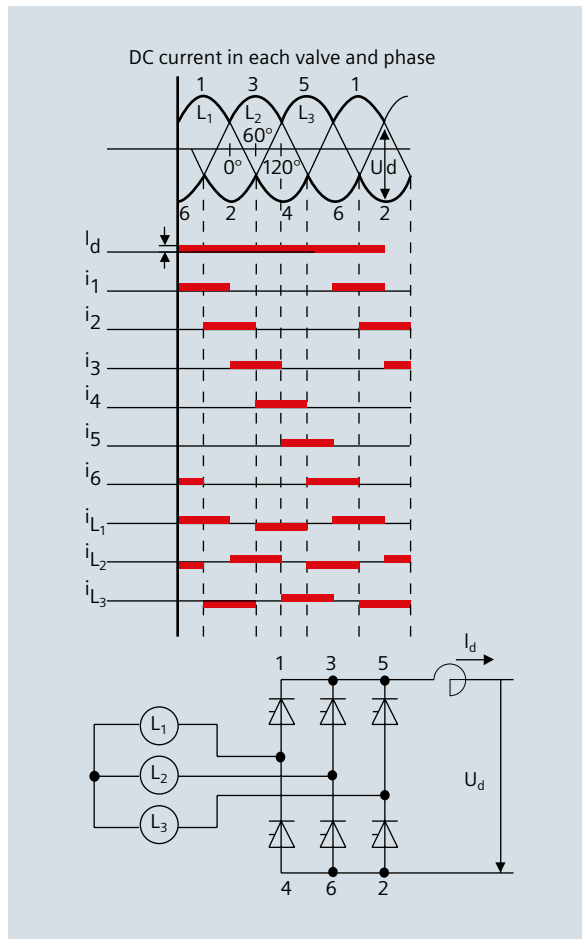 DC current in each valve and phase
1 3 5 1
L1 L2 L3
60°
0° 120° Ud
6 2 4 6 2
Id
i1
i2
i3
i4
i5
i6
iL1
iL2
iL3
Id
1 3 5
L1
L2
Ud
L3
4 6 2